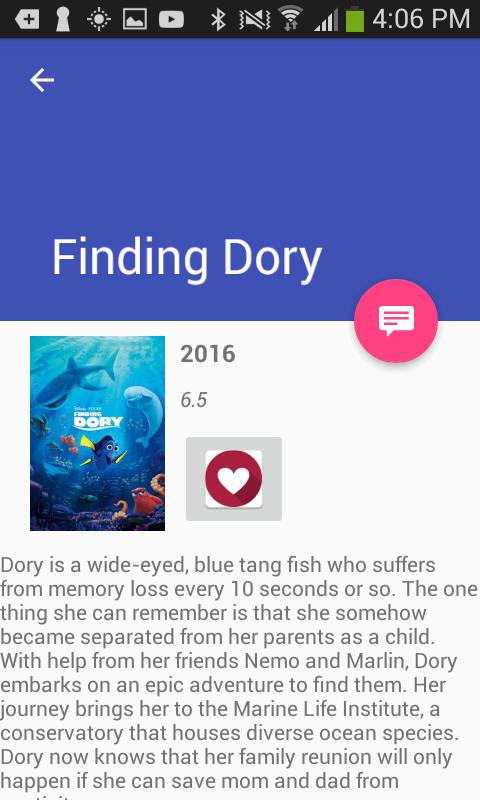 4:06 PM
Finding Dory
2016
6.5
DISNEY PIXAR
FINDING
DORY
Dory is a wide-eyed, blue tang fish who suffers
from memory loss every 10 seconds or so. The one
thing she can remember is that she somehow
became separated from her parents as a child.
With help from her friends Nemo and Marlin, Dory
embarks on an epic adventure to find them. Her
journey brings her to the Marine Life Institute, a
conservatory that houses diverse ocean species.
Dory now knows that her family reunion will only
happen if she can save mom and dad from